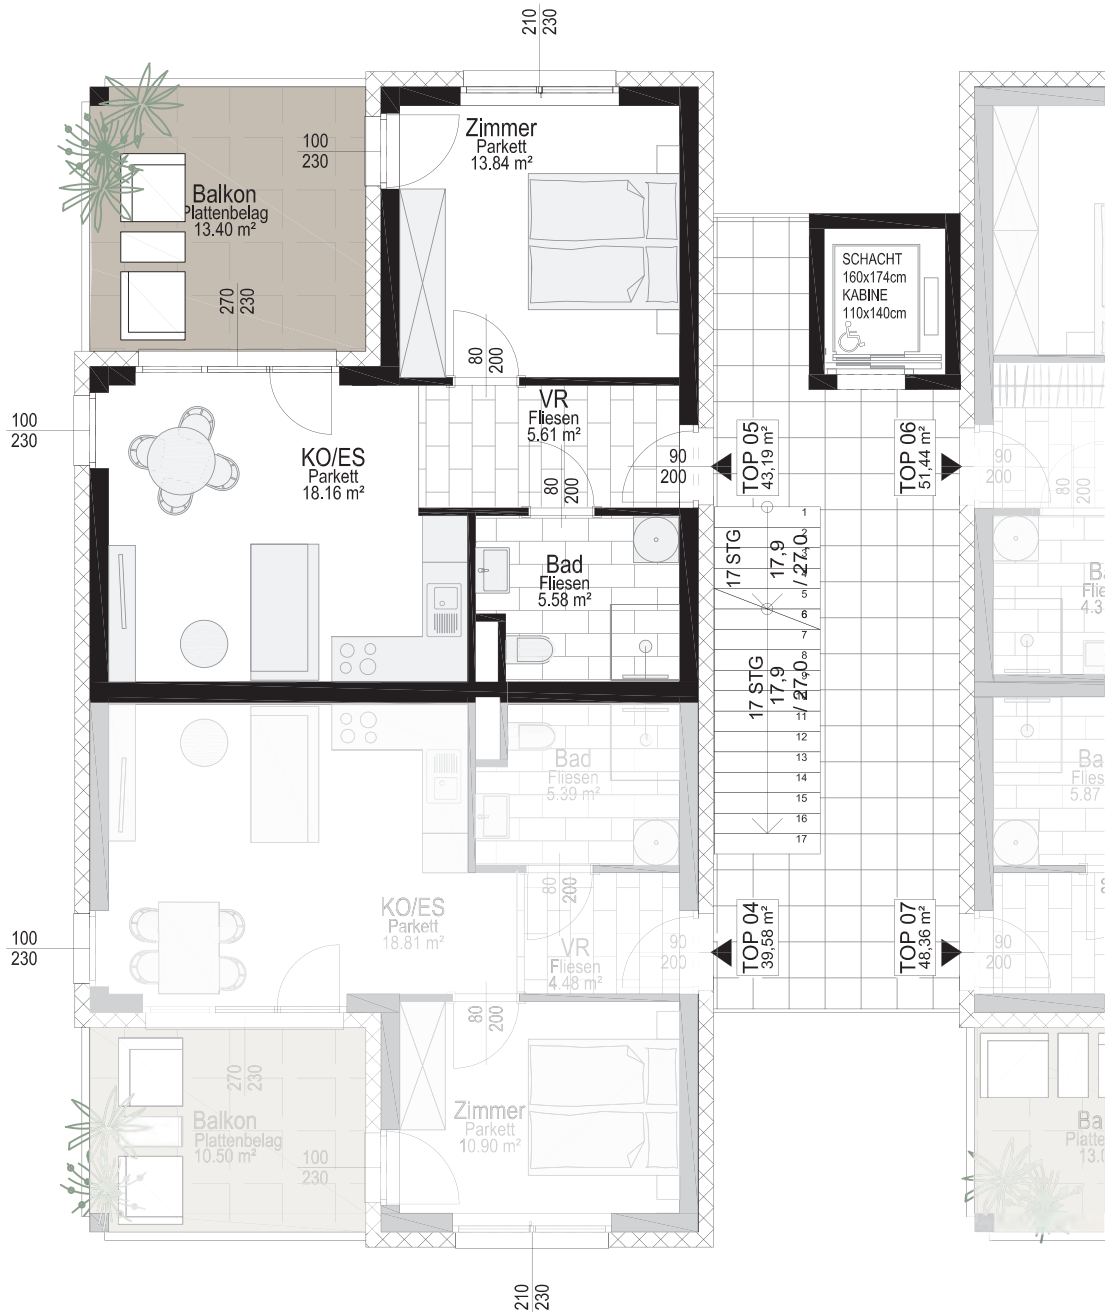 210
230
Zimmer
Parkett
13.84 m²
100
230
Balkon
Plattenbelag
13.40 m²
270
230
SCHACHT
160x174cm
KABINE
110x140cm
80
200
VR
Fliesen
5.61 m²
100
230
KO/ES
Parkett
18.16 m²
90
200
TOP 05
43,19 m²
TOP 06
51,44 m²
90
200
80
200
80
200
Bad
Fliesen
5.58 m²
17 STG
17,9
/ 27,0
1
2
3
4
5
6
7
8
9
17 STG
17,9
/ 27,0
11
12
13
14
15
16
17
Bad
Fliesen
5.39 m²
5.87
80
200
KO/ES
Parkett
18.81 m²
VR
Fliesen
4.48 m²
100
230
90
200
TOP 04
39,58 m²
TOP 07
48,36 m²
90
200
80
200
270
230
Balkon
Plattenbelag
10.50 m²
100
230
Zimmer
Parkett
10.90 m²
210
230